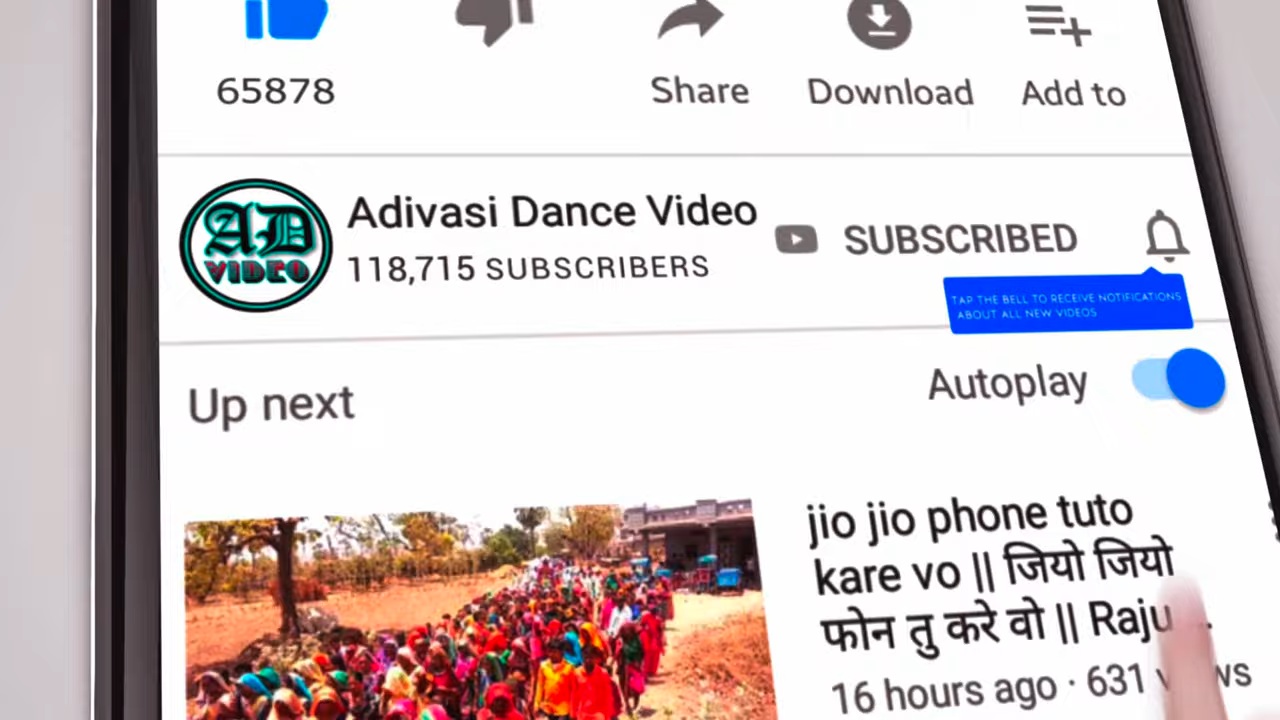 65878
Share
Download
Add to
AD
VIDEO
Adivasi Dance Video
118,715 SUBSCRIBERS
SUBSCRIBED
TAP THE BELL TO RECEIVE NOTIFICATIONS
ABOUT ALL NEW VIDEOS
Up next
Autoplay
jio jio phone tuto
kare vo || जियो जियो
फोन तु करे वो || Raju
16 hours ago · 631